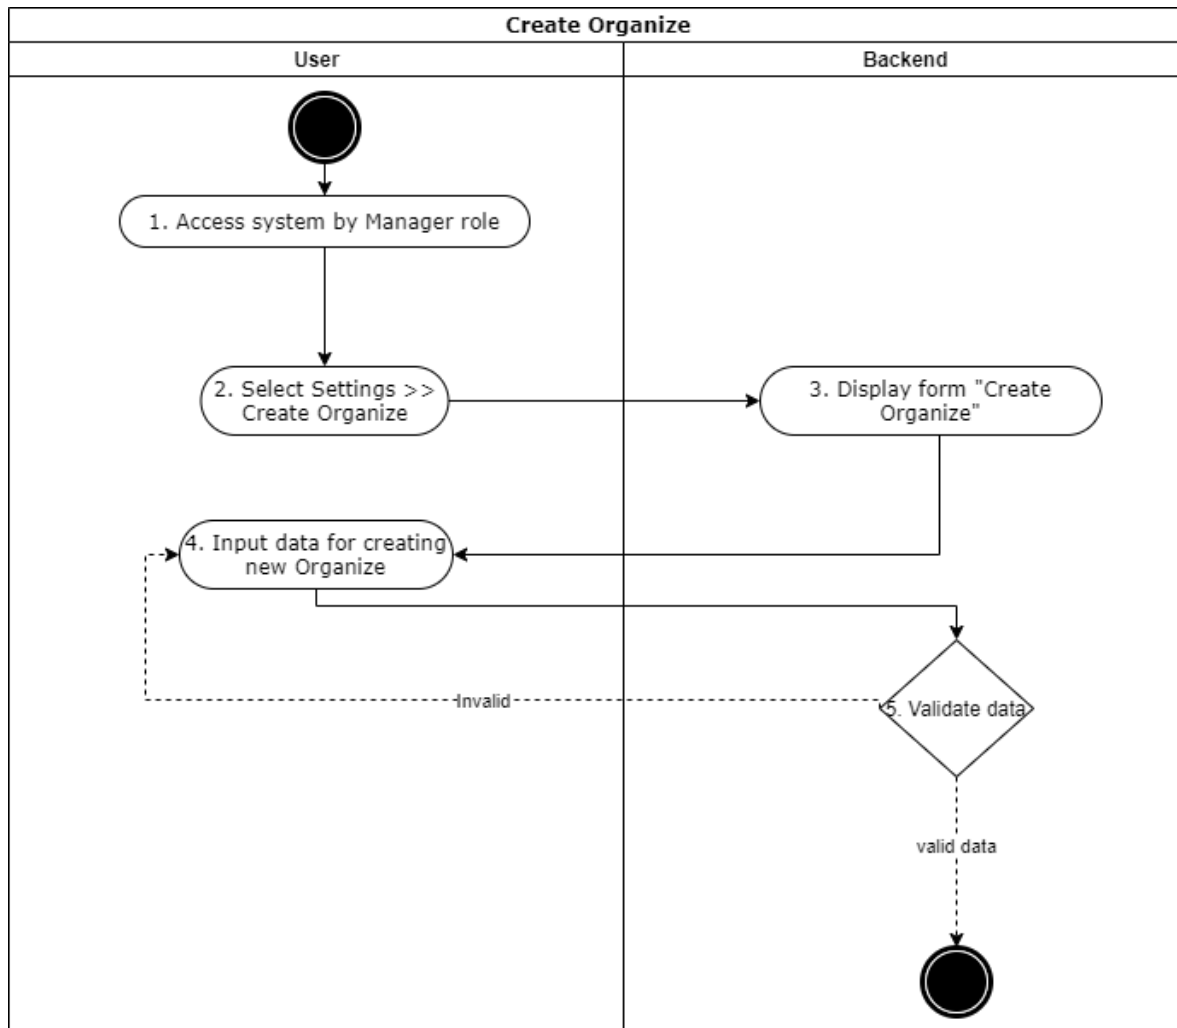 Create Organize
User
Backend
1. Access system by Manager role
2. Select Settings >>
Create Organize
3. Display form "Create
Organize"
4. Input data for creating
new Organize
Invalid
5. Validate data
valid data